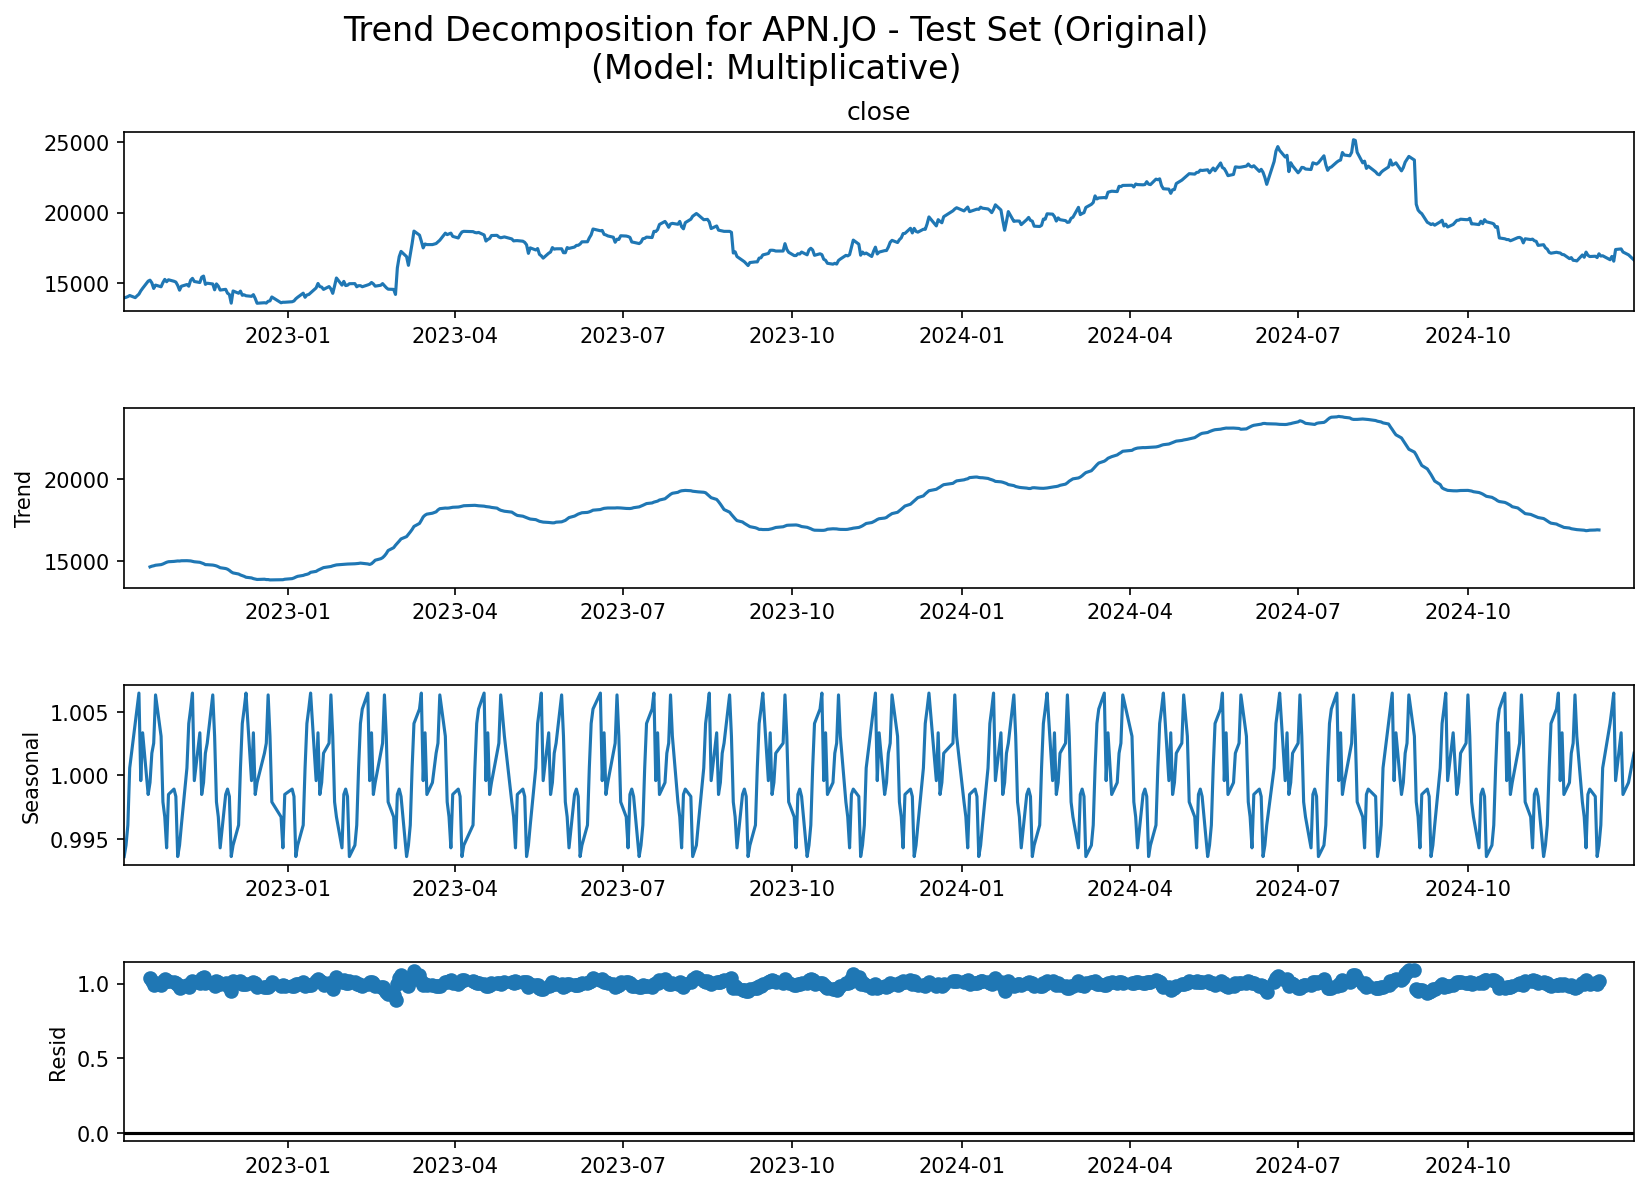 Trend Decomposition for APN.JO - Test Set (Original)
(Model: Multiplicative)
close
25000
20000
15000
2023-01 2023-04 2023-07 2023-10 2024-01 2024-04 2024-07 2024-10
Trend
20000
15000
2023-01 2023-04 2023-07 2023-10 2024-01 2024-04 2024-07 2024-10
Seasonal
1.005
1.000
0.995
2023-01 2023-04 2023-07 2023-10 2024-01 2024-04 2024-07 2024-10
Resid
1.0
0.5
0.0
2023-01 2023-04 2023-07 2023-10 2024-01 2024-04 2024-07 2024-10